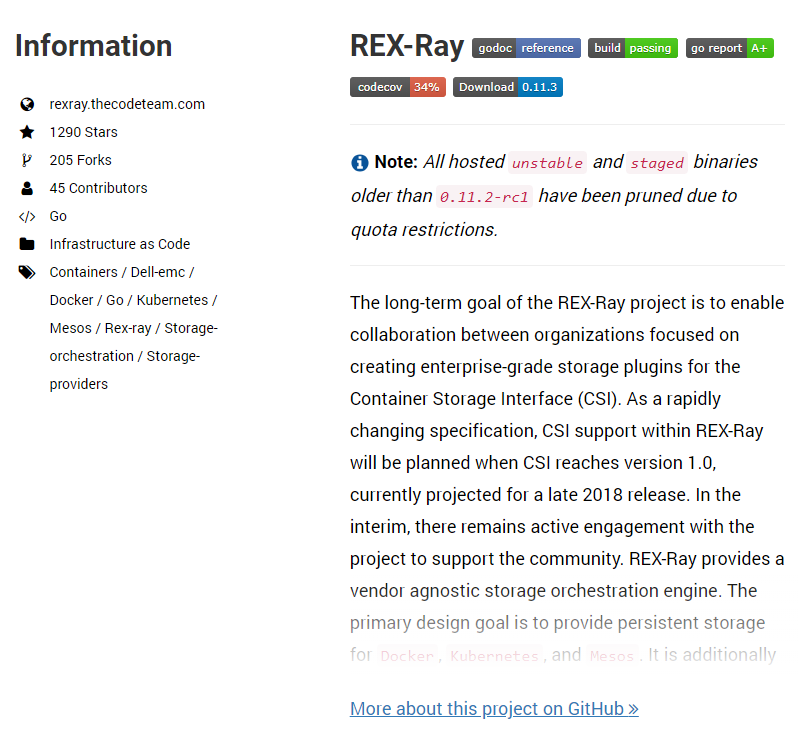 Information
rexray.thecodeteam.com
1290 Stars
205 Forks
45 Contributors
Go
Infrastructure as Code
Containers / Dell-emc /
Docker / Go / Kubernetes /
Mesos / Rex-ray / Storage-
orchestration / Storage-
providers
REX-Ray godoc reference build passing go report A+
codecov 34% Download 0.11.3
Note: All hosted unstable and staged binaries
older than 0.11.2-rc1 have been pruned due to
quota restrictions.
The long-term goal of the REX-Ray project is to enable
collaboration between organizations focused on
creating enterprise-grade storage plugins for the
Container Storage Interface (CSI). As a rapidly
changing specification, CSI support within REX-Ray
will be planned when CSI reaches version 1.0,
currently projected for a late 2018 release. In the
interim, there remains active engagement with the
project to support the community. REX-Ray provides a
vendor agnostic storage orchestration engine. The
primary design goal is to provide persistent storage
for Docker, Kubernetes, and Mesos. It is additionally
More about this project on GitHub »